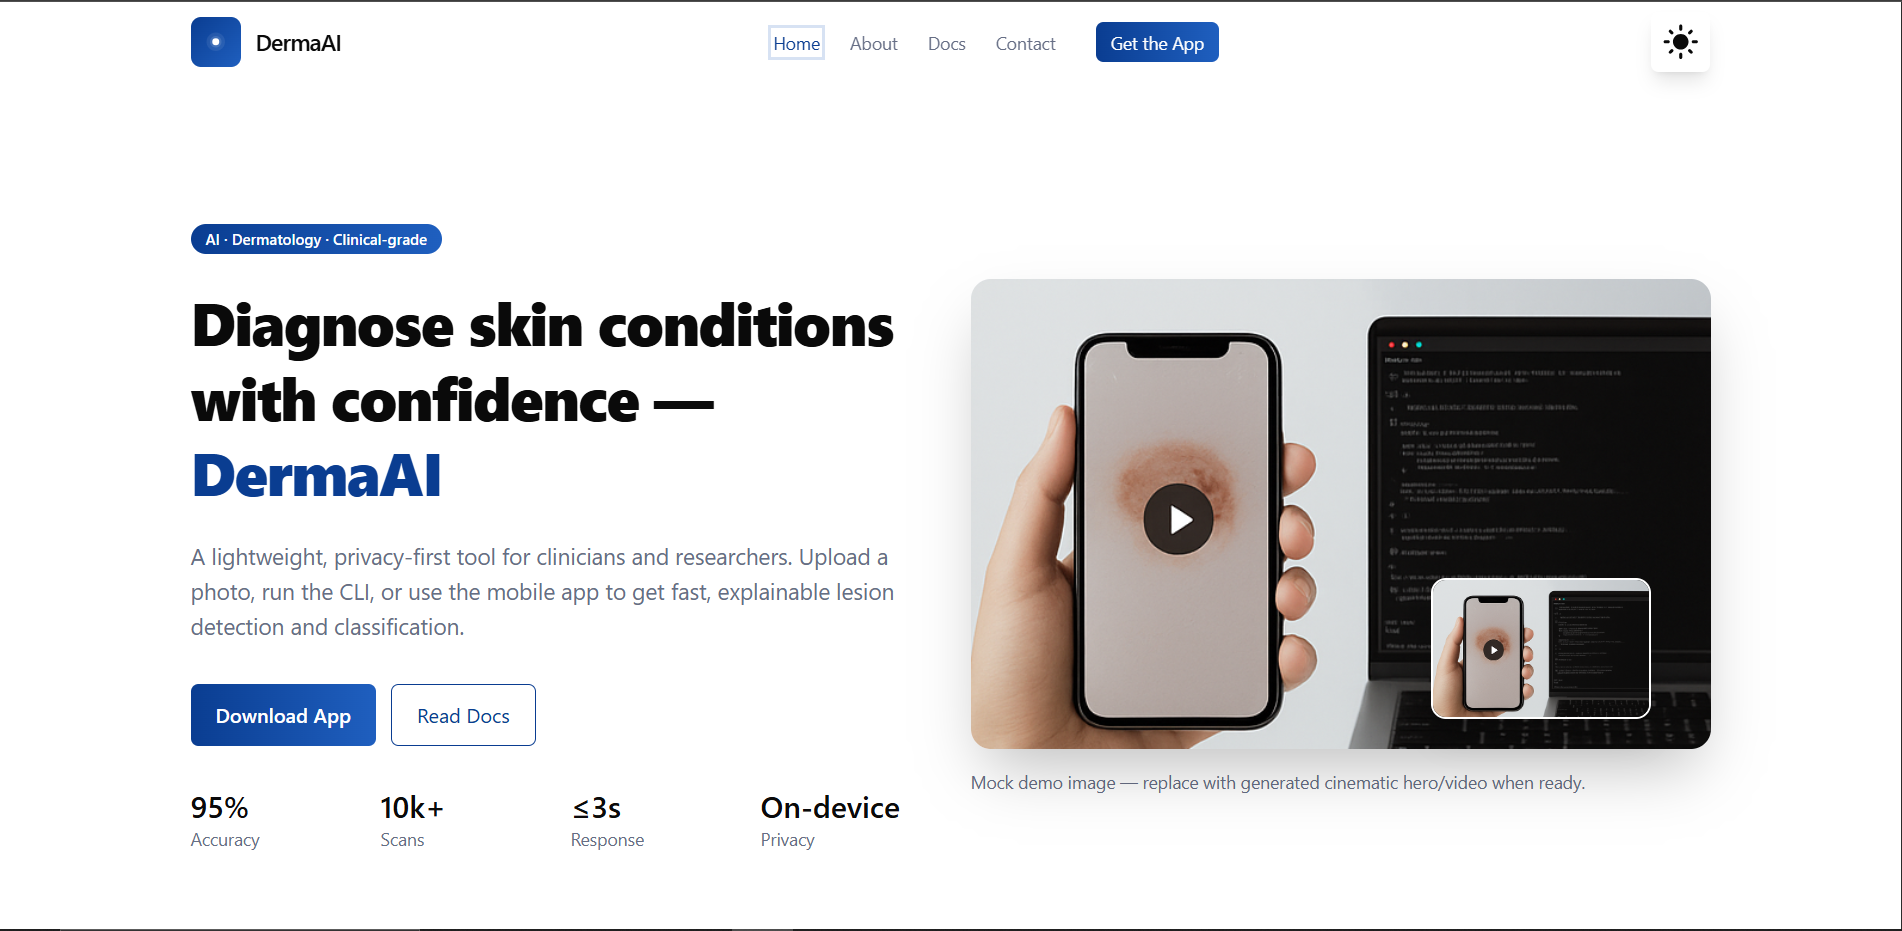 DermaAI
Home
About
Docs
Contact
Get the App
AI · Dermatology · Clinical-grade
Diagnose skin conditions
with confidence —
DermaAI
A lightweight, privacy-first tool for clinicians and researchers. Upload a
photo, run the CLI, or use the mobile app to get fast, explainable lesion
detection and classification.
Download App
Read Docs
95%
Accuracy
10k+
Scans
≤3s
Response
On-device
Privacy
Mock demo image — replace with generated cinematic hero/video when ready.